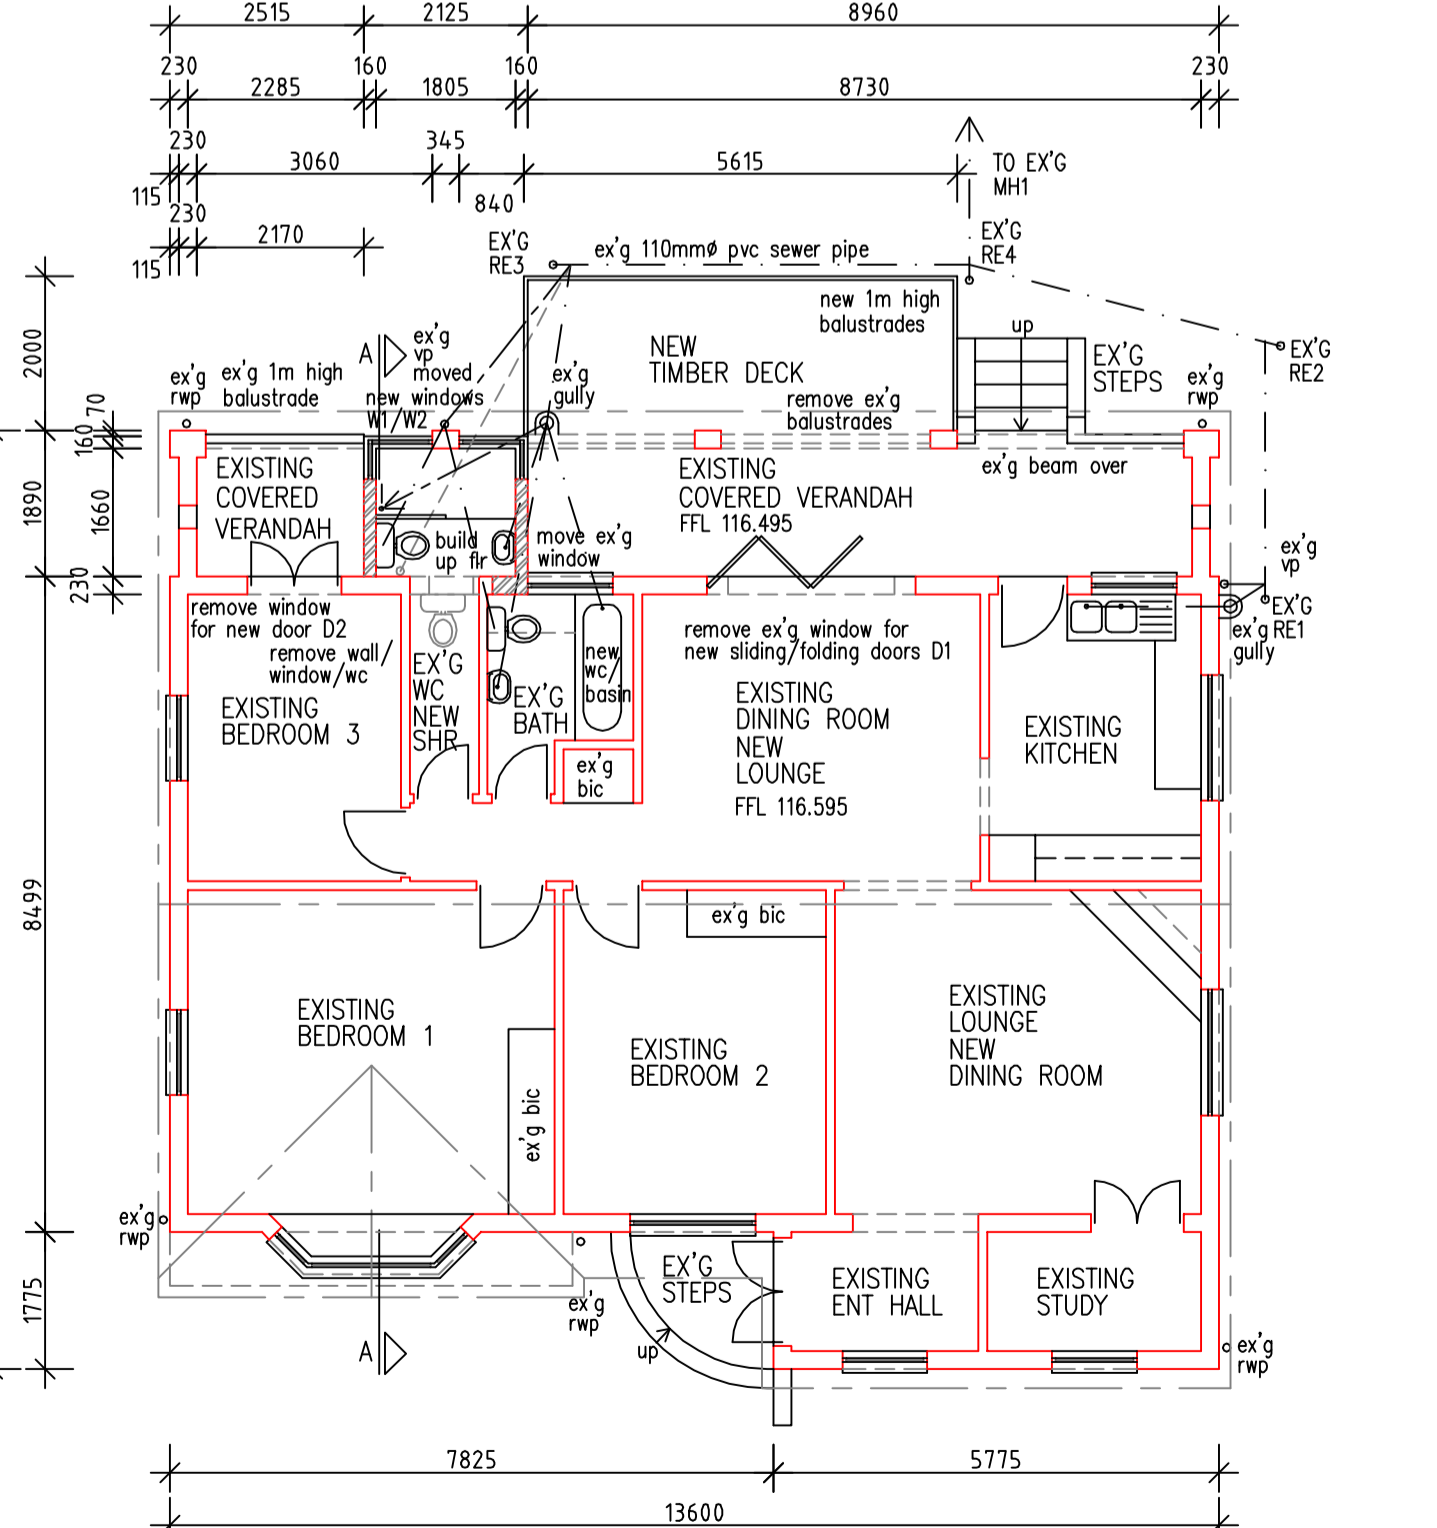 2515
2125
8960
230
160
160
230
2285
1805
8730
230
345
3060
5615
115
840
230
2170
115
TO EX'G
MH1
EX'G
RE3
ex'g 110mmø pvc sewer pipe
EX'G
RE4
new 1m high
balustrades
up
NEW
TIMBER DECK
EX'G
STEPS
EX'G
RE2
2000
A
ex'g
vp
moved
new windows
W1/W2
ex'g
rwp
ex'g 1m high
balustrade
ex'g
gully
remove ex'g
balustrades
ex'g
rwp
70
160
1890
1660
230
EXISTING
COVERED
VERANDAH
EXISTING
COVERED VERANDAH
FFL 116.495
ex'g beam over
build
up flr
move ex'g
window
ex'g
vp
EX'G
RE1
ex'g
gully
remove window
for new door D2
remove wall/
window/wc
remove ex'g window for
new sliding/folding doors D1
EX'G
WC
NEW
SHR
EX'G
BATH
new
wc/
basin
EXISTING
BEDROOM 3
EXISTING
DINING ROOM
NEW
LOUNGE
FFL 116.595
EXISTING
KITCHEN
ex'g
bic
8499
ex'g bic
EXISTING
BEDROOM 1
EXISTING
BEDROOM 2
EXISTING
LOUNGE
NEW
DINING ROOM
ex'g bic
ex'g
rwp
EX'G
STEPS
EXISTING
ENT HALL
EXISTING
STUDY
1775
ex'g
rwp
up
A
ex'g
rwp
7825
5775
13600